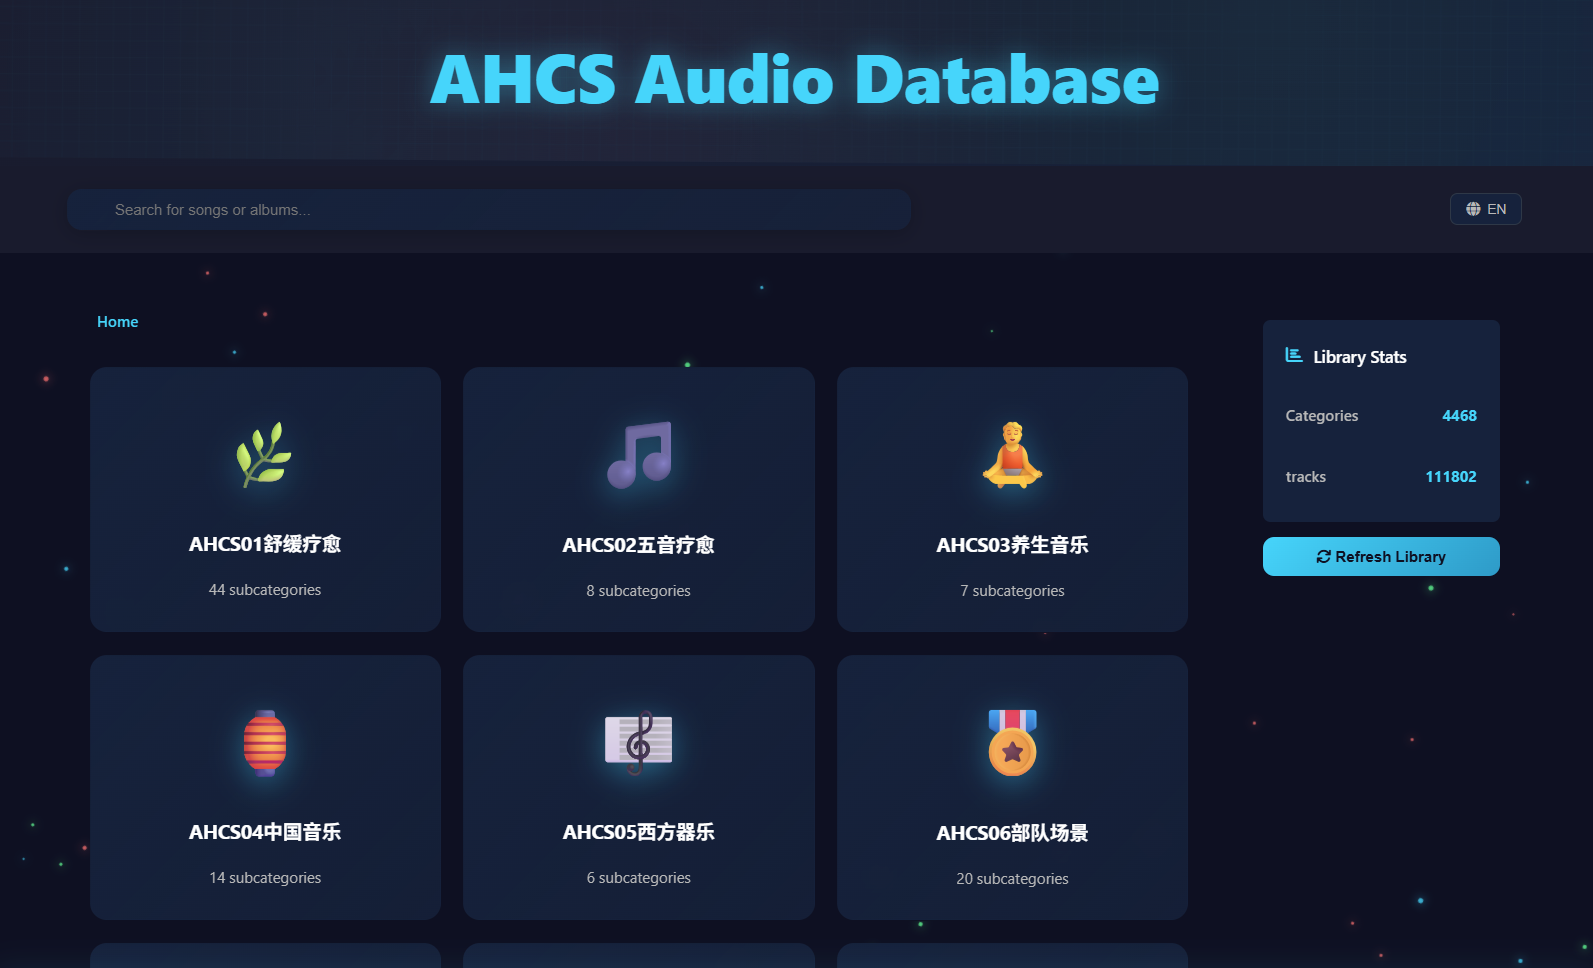 AHCS Audio Database
Search for songs or albums...
EN
Home
AHCS01舒缓疗愈
44 subcategories
AHCS02五音疗愈
8 subcategories
AHCS03养生音乐
7 subcategories
AHCS04中国音乐
14 subcategories
AHCS05西方器乐
6 subcategories
AHCS06部队场景
20 subcategories
Library Stats
Categories 4468
tracks 111802
Refresh Library